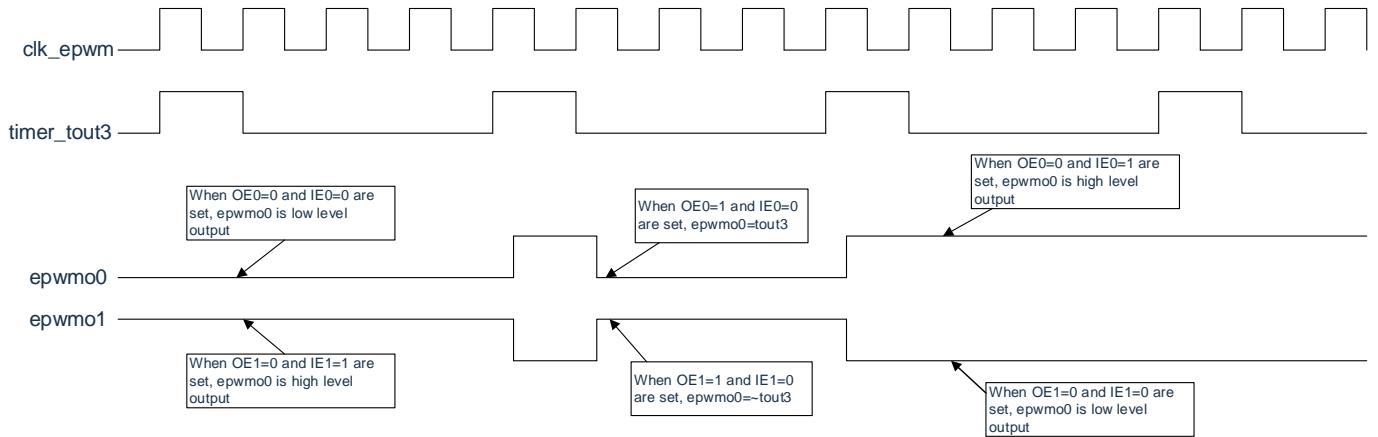 clk_epwm
timer_tout3
When OE0=0 and IE0=0 are
set, epwmo0 is low level
output
When OE0=1 and IE0=0
are set, epwmo0=tout3
When OE0=0 and IE0=1 are
set, epwmo0 is high level
output
epwmo0
epwmo1
When OE1=0 and IE1=1 are
set, epwmo0 is high level
output
When OE1=1 and IE1=0
are set, epwmo0=~tout3
When OE1=0 and IE1=0 are
set, epwmo0 is low level
output